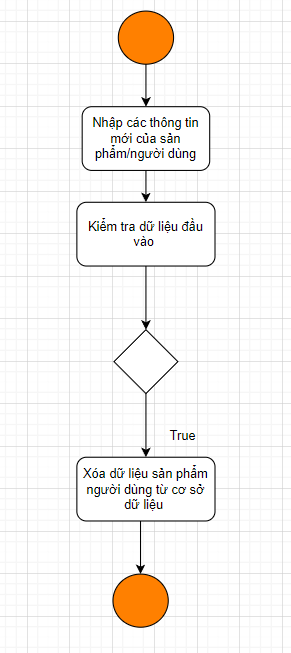 Nhập các thông tin
mới của sản
phẩm/người dùng
Kiểm tra dữ liệu đầu
vào
True
Xóa dữ liệu sản phẩm
người dùng từ cơ sở
dữ liệu